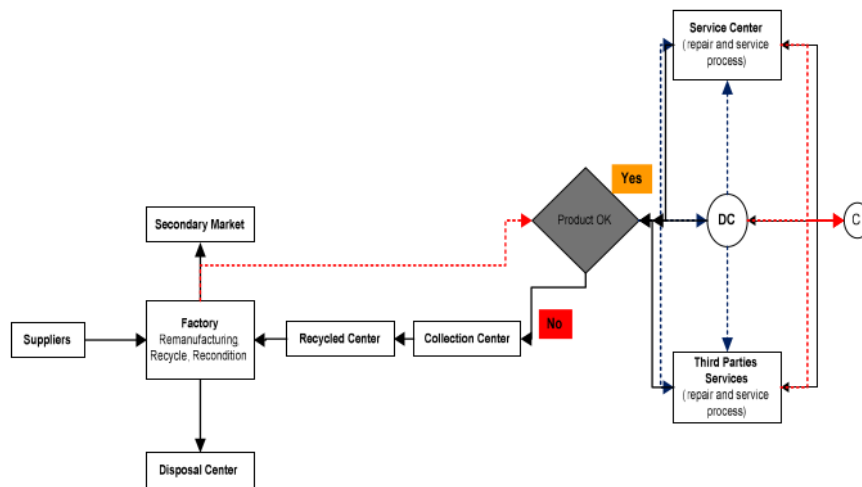 Service Center
(repair and service
process)
Yes
Secondary Market
Product OK
DC
C
Suppliers
Factory
Remanufacturing,
Recycle, Recondition
Recycled Center
Collection Center
No
Third Parties
Services
(repair and service
process)
Disposal Center